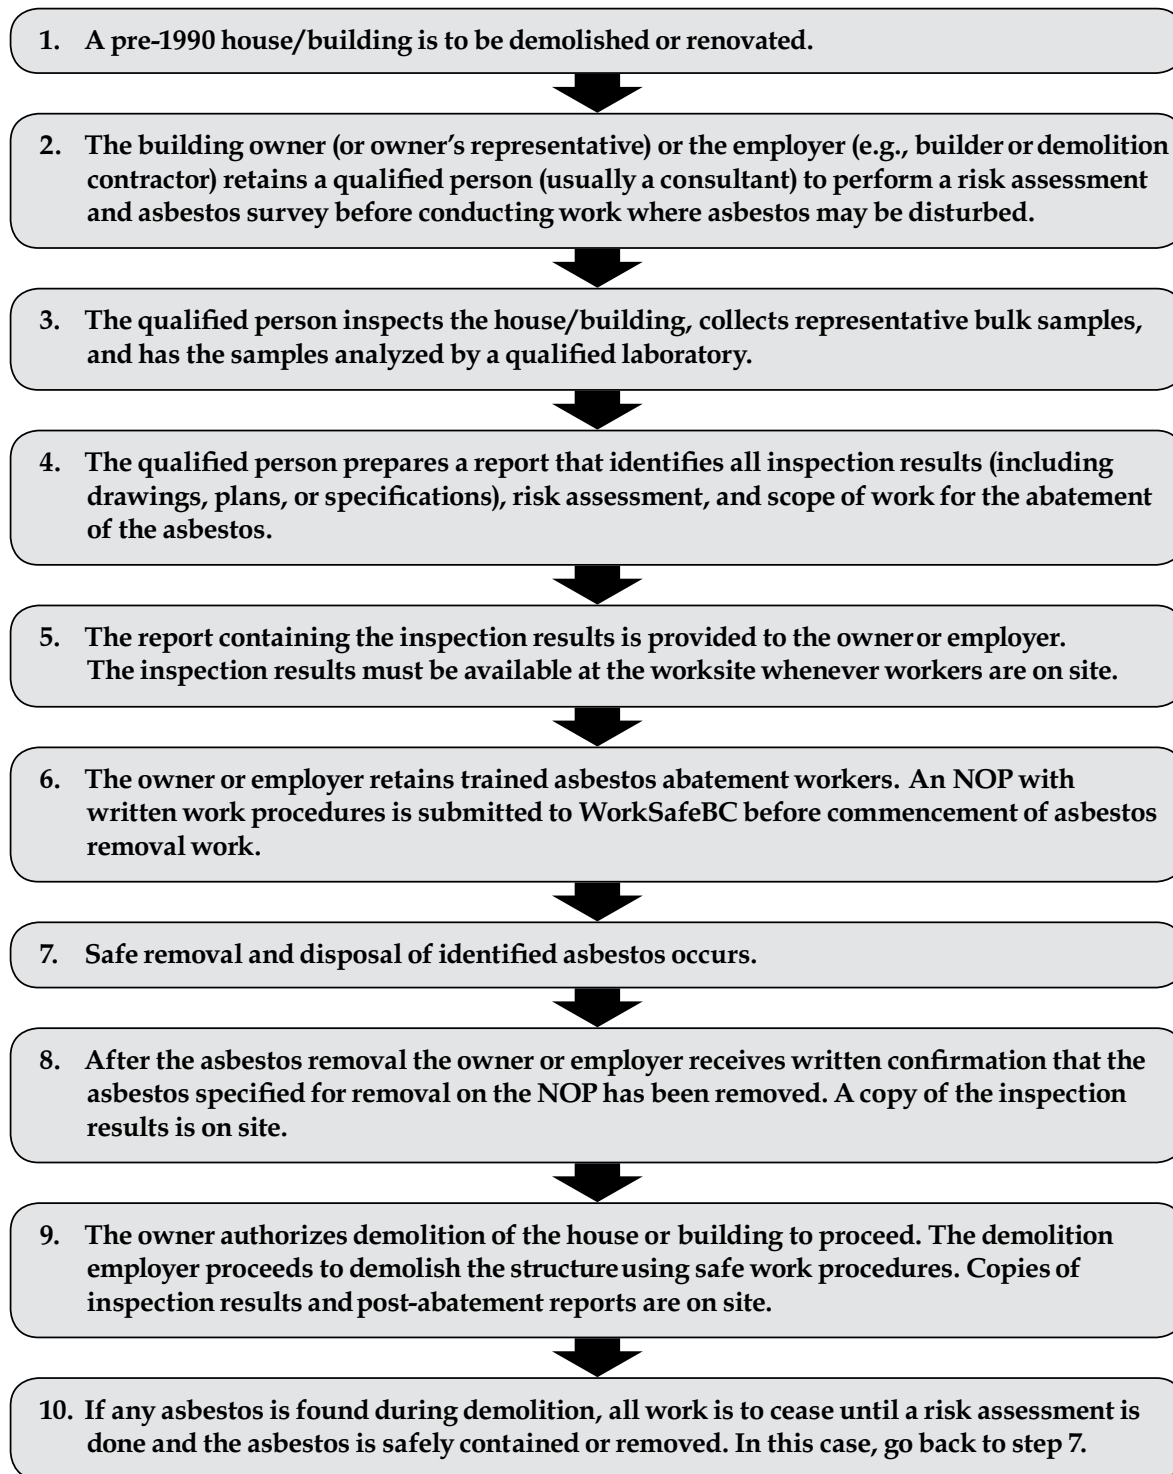 1. A pre-1990 house/building is to be demolished or renovated.
2. The building owner (or owner's representative) or the employer (e.g., builder or demolition
contractor) retains a qualified person (usually a consultant) to perform a risk assessment
and asbestos survey before conducting work where asbestos may be disturbed.
3. The qualified person inspects the house/building, collects representative bulk samples,
and has the samples analyzed by a qualified laboratory.
4. The qualified person prepares a report that identifies all inspection results (including
drawings, plans, or specifications), risk assessment, and scope of work for the abatement
of the asbestos.
5. The report containing the inspection results is provided to the owner or employer.
The inspection results must be available at the worksite whenever workers are on site.
6. The owner or employer retains trained asbestos abatement workers. An NOP with
written work procedures is submitted to WorkSafeBC before commencement of asbestos
removal work.
7. Safe removal and disposal of identified asbestos occurs.
8. After the asbestos removal the owner or employer receives written confirmation that the
asbestos specified for removal on the NOP has been removed. A copy of the inspection
results is on site.
9. The owner authorizes demolition of the house or building to proceed. The demolition
employer proceeds to demolish the structure using safe work procedures. Copies of
inspection results and post-abatement reports are on site.
10. If any asbestos is found during demolition, all work is to cease until a risk assessment is
done and the asbestos is safely contained or removed. In this case, go back to step 7.